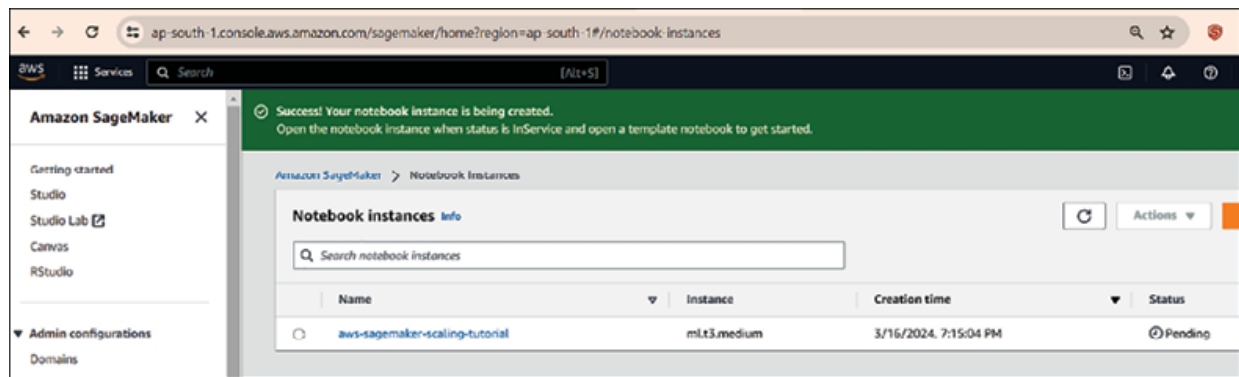 ap-south-1.console.aws.amazon.com/sagemaker/home?region=ap-south-1#/notebook-instances
aws Services Search [Alt+S]
Amazon SageMaker
Getting started
Studio
Studio Lab
Canvas
RStudio
Admin configurations
Domains
Success! Your notebook instance is being created.
Open the notebook instance when status is InService and open a template notebook to get started.
Amazon SageMaker > Notebook Instances
Notebook instances Info
Actions
Search notebook instances
Name Instance Creation time Status
aws-sagemaker-scaling-tutorial ml.t3.medium 3/16/2024, 7:15:04 PM Pending